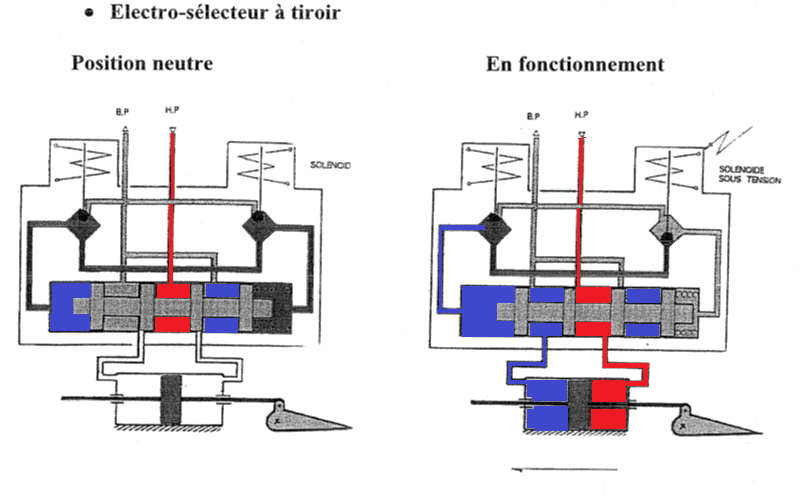 • Electro-sélecteur à tiroir
Position neutre
En fonctionnement
B.P
H.P
B.P
H.P
SOLENOID
SOLENOIDE
SOUS TENSION
x
x